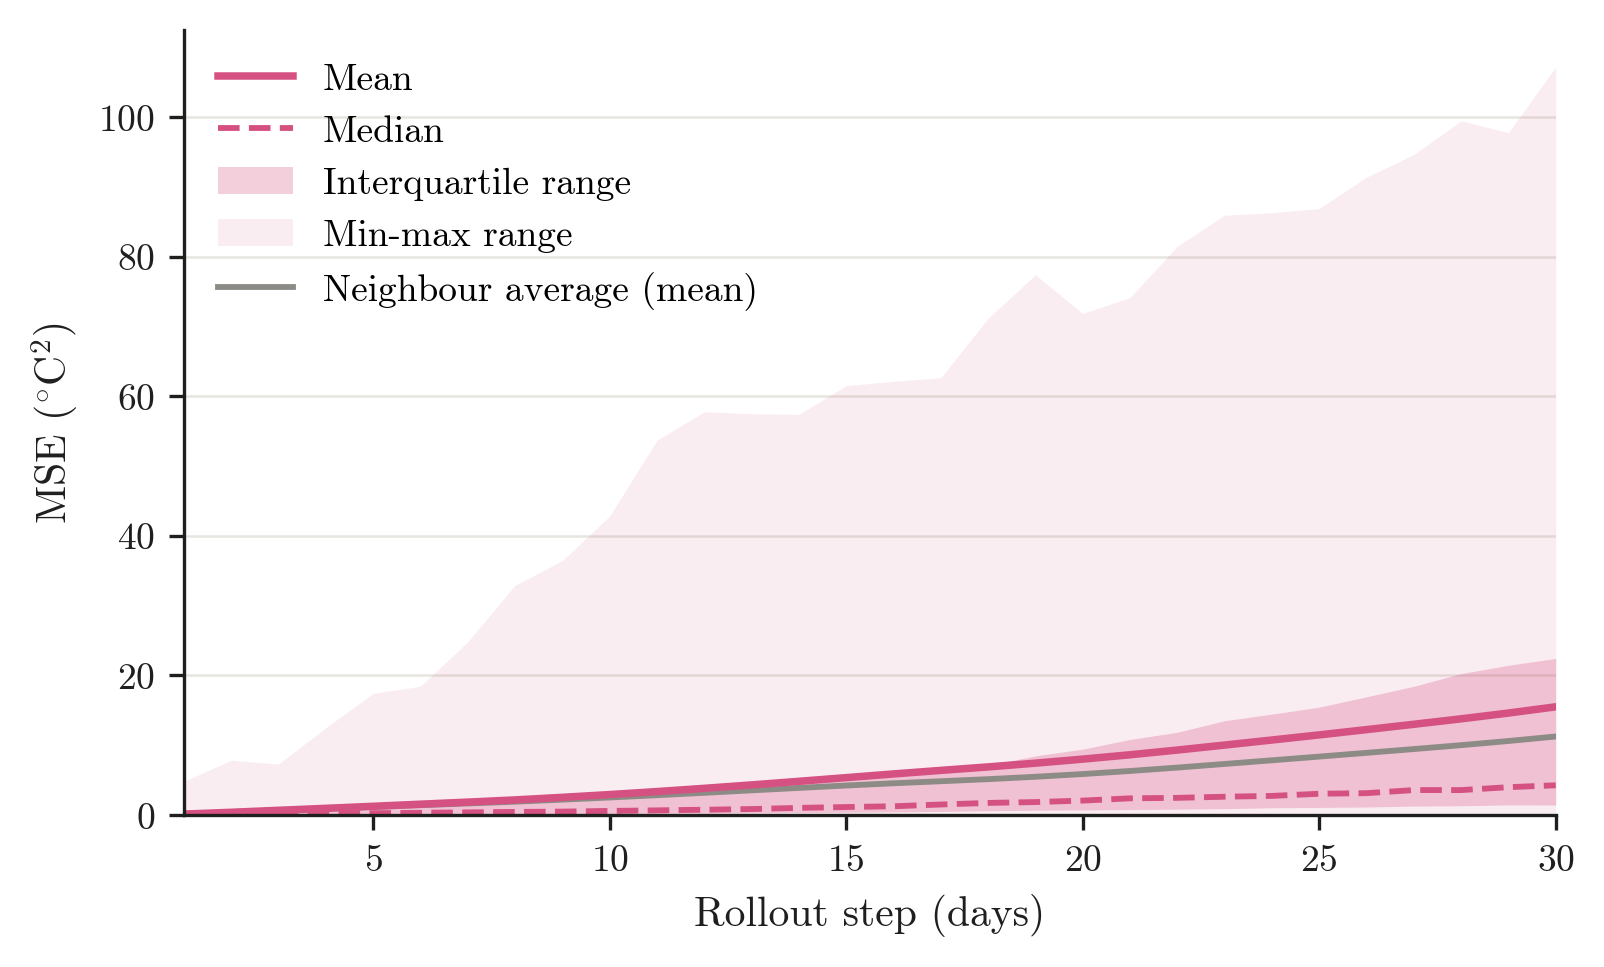 Mean
Median
Interquartile range
Min-max range
Neighbour average (mean)
100
80
60
40
20
0
MSE (°C²)
5 10 15 20 25 30
Rollout step (days)